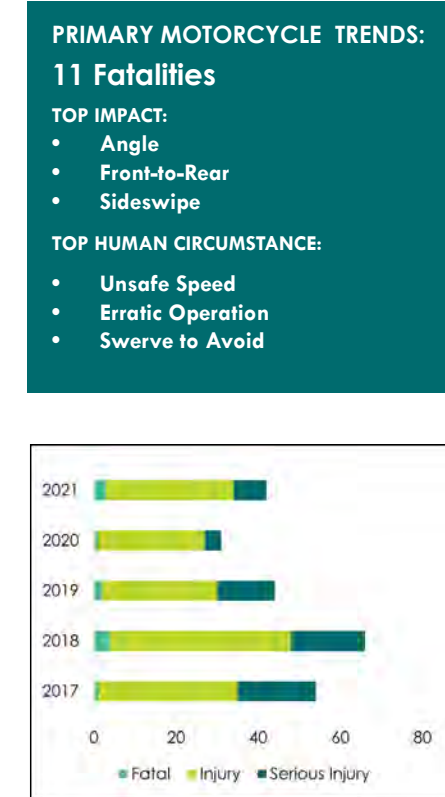 PRIMARY MOTORCYCLE TRENDS:
11 Fatalities
TOP IMPACT:
• Angle
• Front-to-Rear
• Sideswipe
TOP HUMAN CIRCUMSTANCE:
• Unsafe Speed
• Erratic Operation
• Swerve to Avoid
2021
2020
2019
2018
2017
0 20 40 60 80
Fatal Injury Serious Injury